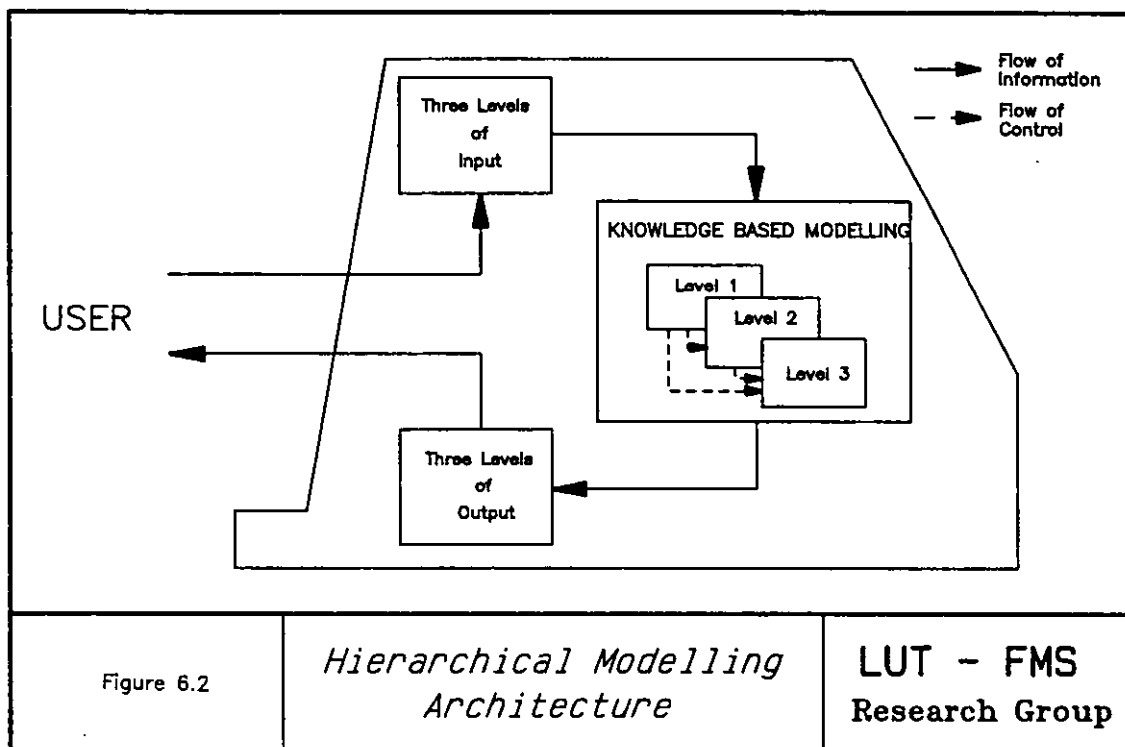 Three Levels
of
Input
Flow of
Information
Flow of
Control
KNOWLEDGE BASED MODELLING
Level 1
Level 2
Level 3
USER
Three Levels
of
Output
Figure 6.2
Hierarchical Modelling
Architecture
LUT - FMS
Research Group